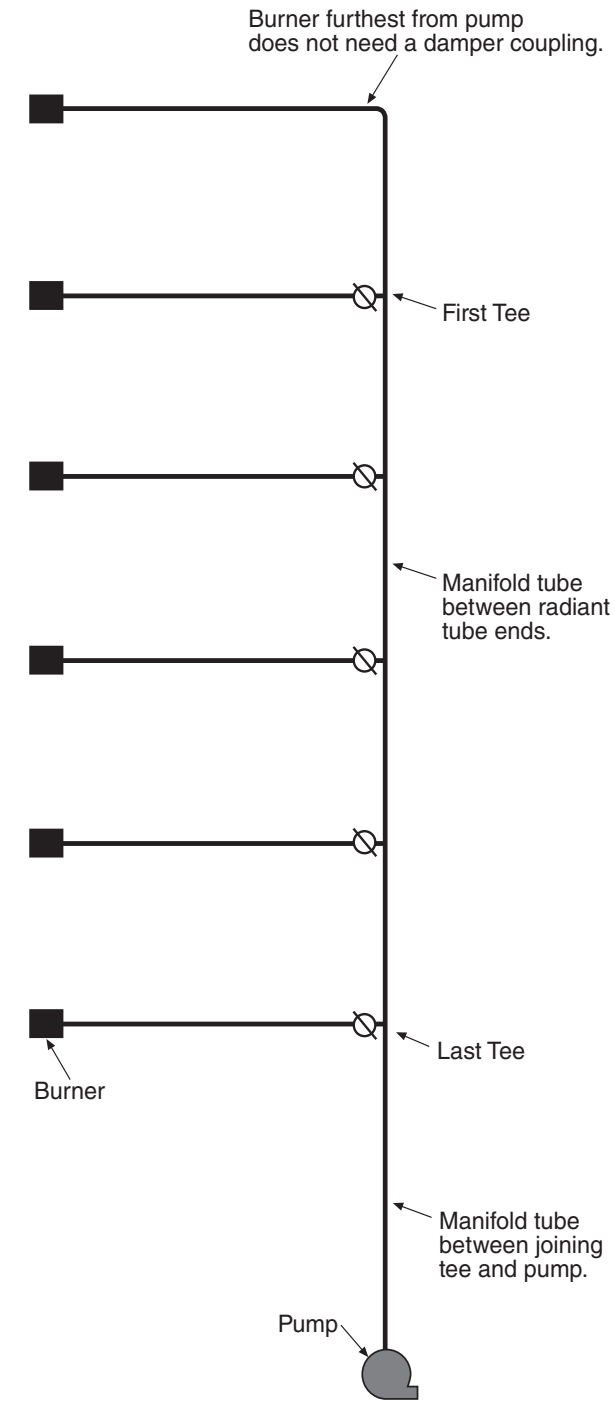 Burner furthest from pump
does not need a damper coupling.
First Tee
Manifold tube
between radiant
tube ends.
Last Tee
Burner
Manifold tube
between joining
tee and pump.
Pump